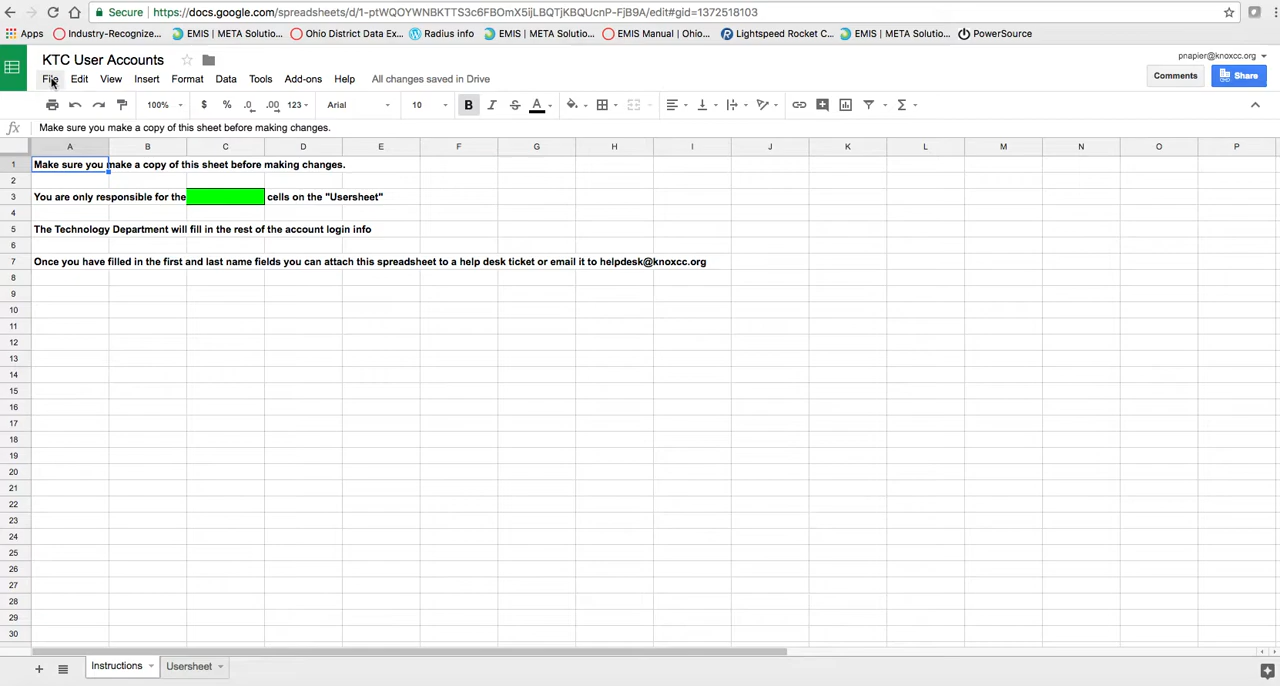 Secure https://docs.google.com/spreadsheets/d/1-ptWQOYWNBKTTS3c6FBOmX5ijLBQTjKBQUcnP-FjB9A/edit#gid=1372518103
Apps Industry-Recognize... EMIS | META Solutio... Ohio District Data Ex... Radius info EMIS | META Solutio... EMIS Manual | Ohio... Lightspeed Rocket C... EMIS | META Solutio... PowerSource
KTC User Accounts pnapier@knoxcc.org
File Edit View Insert Format Data Tools Add-ons Help All changes saved in Drive Comments Share
100% $ % .0 .00 123 Arial 10 B I S A Σ
fx Make sure you make a copy of this sheet before making changes.
A B C D E F G H I J K L M N O P
1 Make sure you make a copy of this sheet before making changes.
2
3 You are only responsible for the cells on the "Usersheet"
4
5 The Technology Department will fill in the rest of the account login info
6
7 Once you have filled in the first and last name fields you can attach this spreadsheet to a help desk ticket or email it to helpdesk@knoxcc.org
8
9
10
11
12
13
14
15
16
17
18
19
20
21
22
23
24
25
26
27
28
29
30
+ Instructions Usersheet